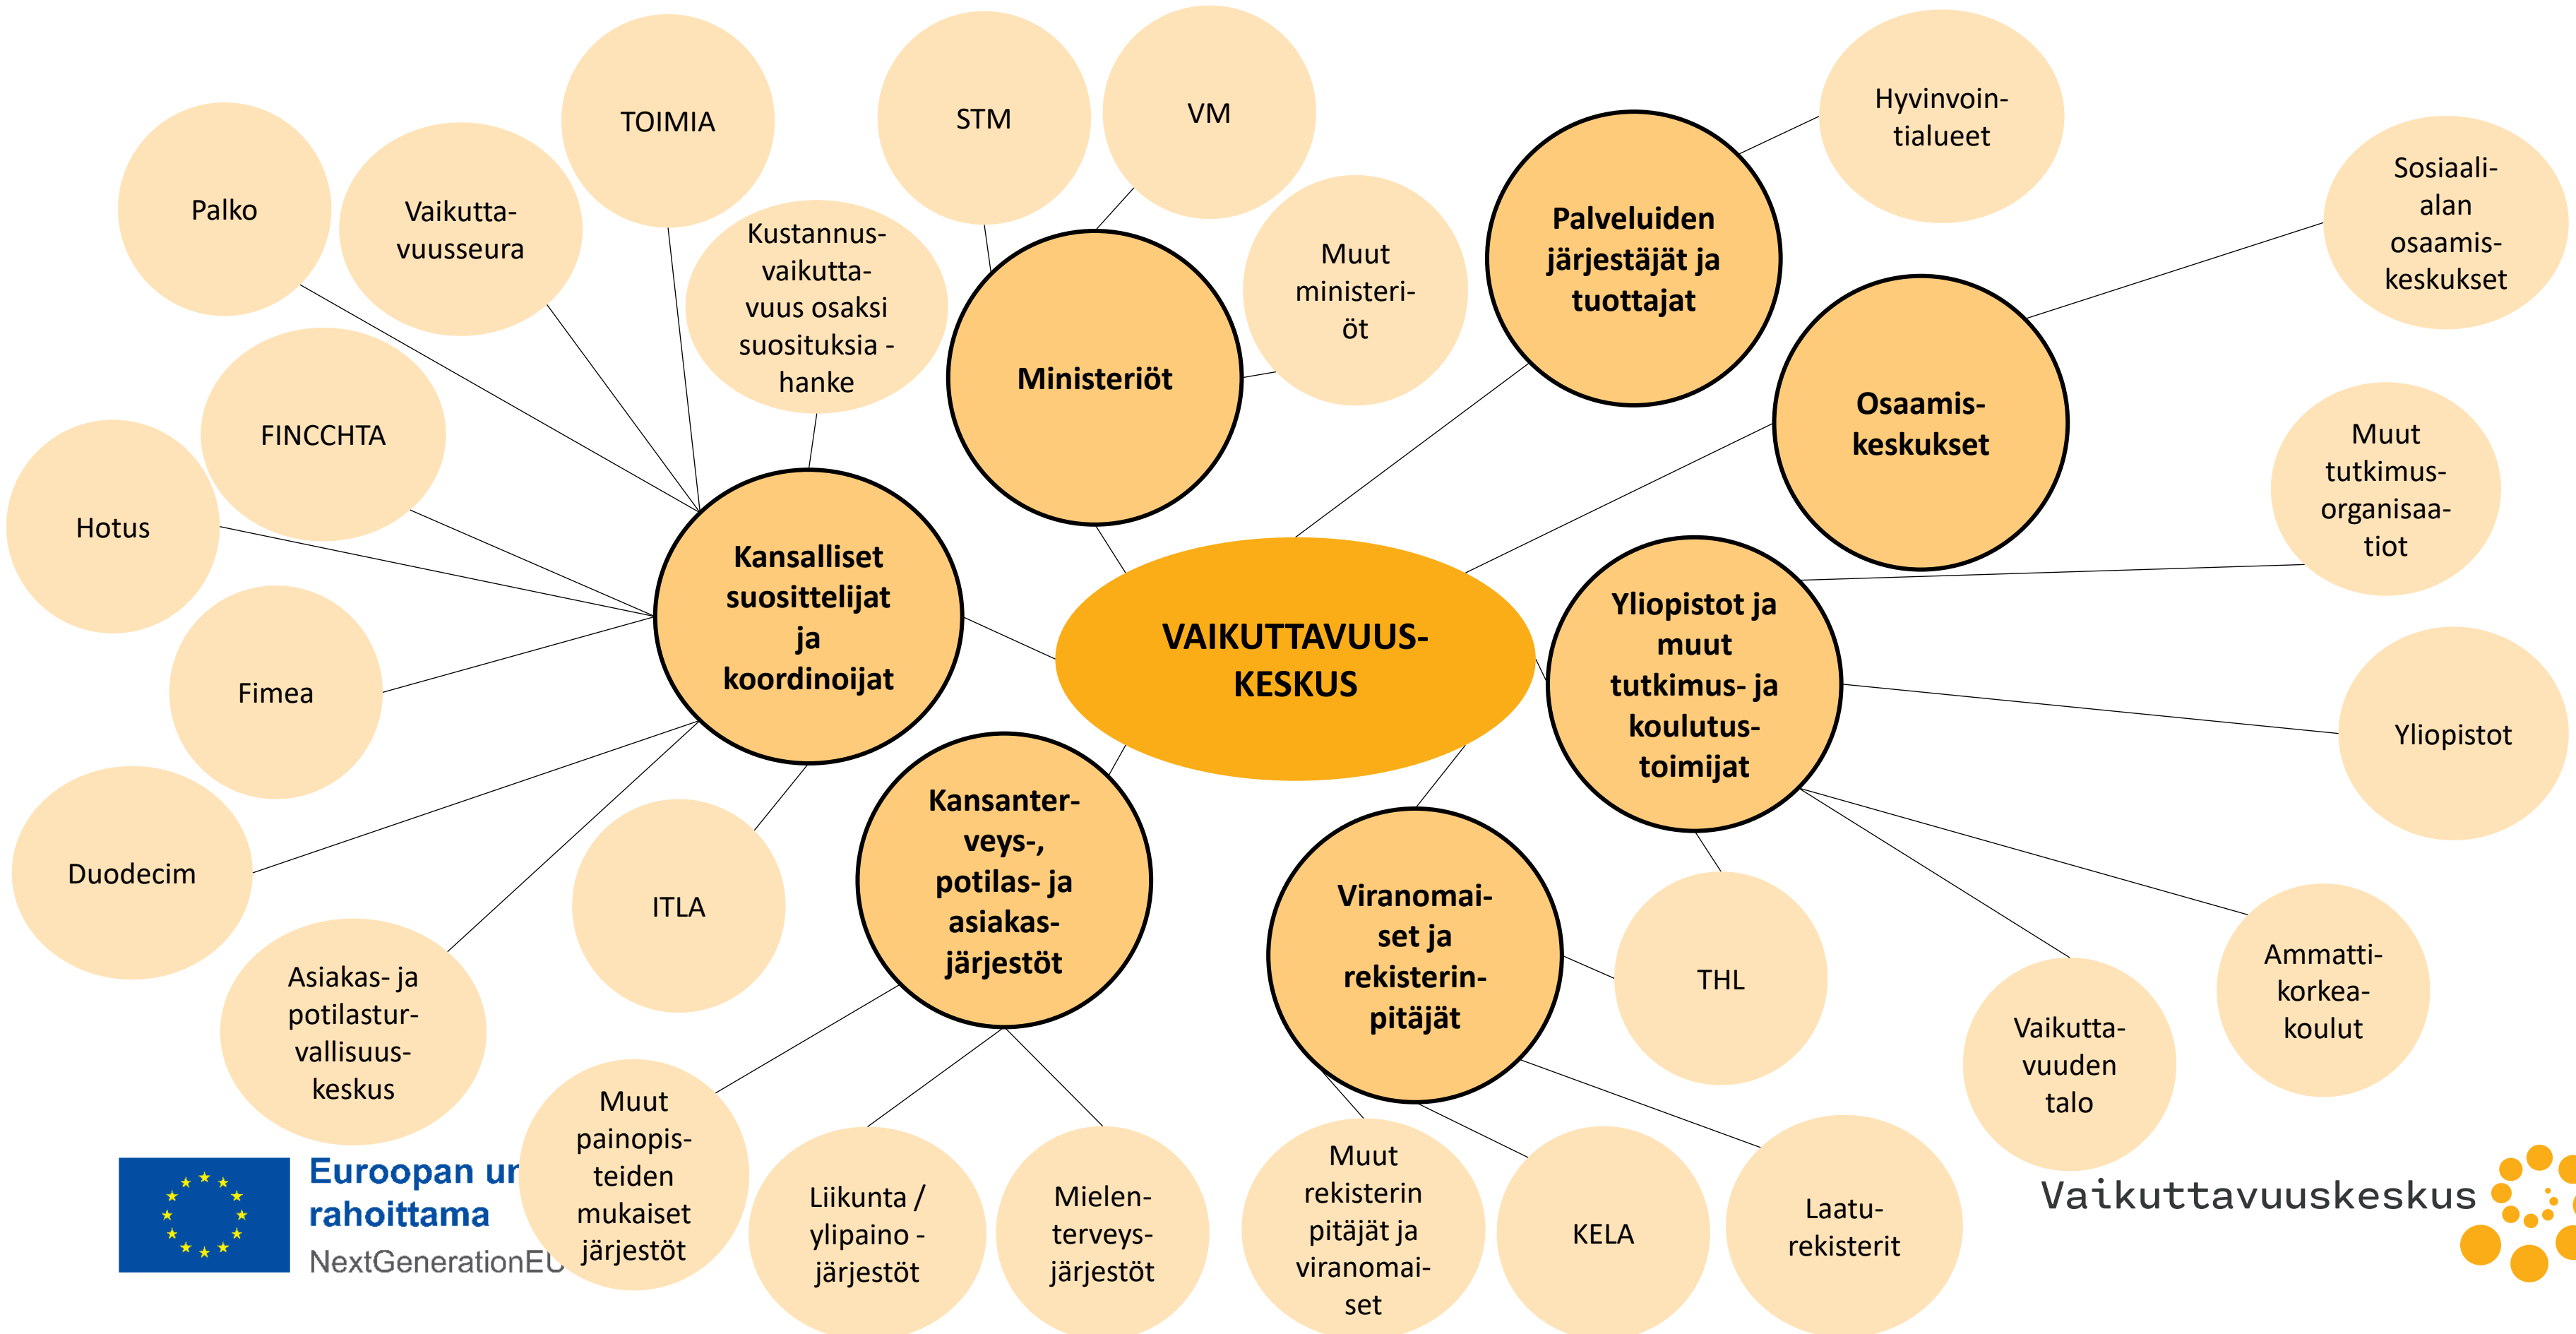 TOIMIA
STM
VM
Hyvinvoin-
tialueet
Palko
Vaikutta-
vuusseura
Kustannus-
vaikutta-
vuus osaksi
suosituksia -
hanke
Muut
ministeri-
öt
Palveluiden
järjestäjät ja
tuottajat
Sosiaali-
alan
osaamis-
keskukset
Ministeriöt
Osaamis-
keskukset
FINCCHTA
Hotus
Muut
tutkimus-
organisaa-
tiot
Kansalliset
suosittelijat
ja
koordinoijat
VAIKUTTAVUUS-
KESKUS
Yliopistot ja
muut
tutkimus- ja
koulutus-
toimijat
Fimea
Yliopistot
Duodecim
ITLA
Kansanter-
veys-,
potilas- ja
asiakas-
järjestöt
Viranomai-
set ja
rekisterin-
pitäjät
THL
Ammatti-
korkea-
koulut
Asiakas- ja
potilastur-
vallisuus-
keskus
Vaikutta-
vuuden
talo
Muut
painopis-
teiden
mukaiset
järjestöt
Liikunta /
ylipaino -
järjestöt
Mielen-
terveys-
järjestöt
Muut
rekisterin
pitäjät ja
viranomai-
set
KELA
Laatu-
rekisterit
Euroopan
rahoittama
NextGenerationEU
Vaikuttavuuskeskus